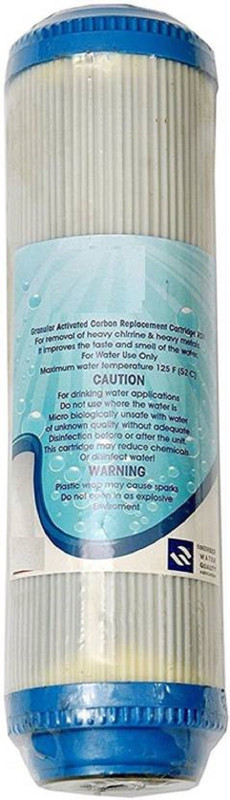 Granular Activated Carbon Replacement Cartridge
For removal of heavy chlrine & heavy metals
It improves the taste and smell of the water.
For Water Use Only
Maximum water temperature 125 F (52 C)
CAUTION
For drinking water applications
Do not use where the water is
Micro biologically unsafe with water
of unknown quality without adequate
Disinfection before or after the unit.
This cartridge may reduce chemicals
Or disinfect water!
WARNING
Plastic wrap may cause sparks
Do not open in as explosive
Enviroment
WATER
QUALITY